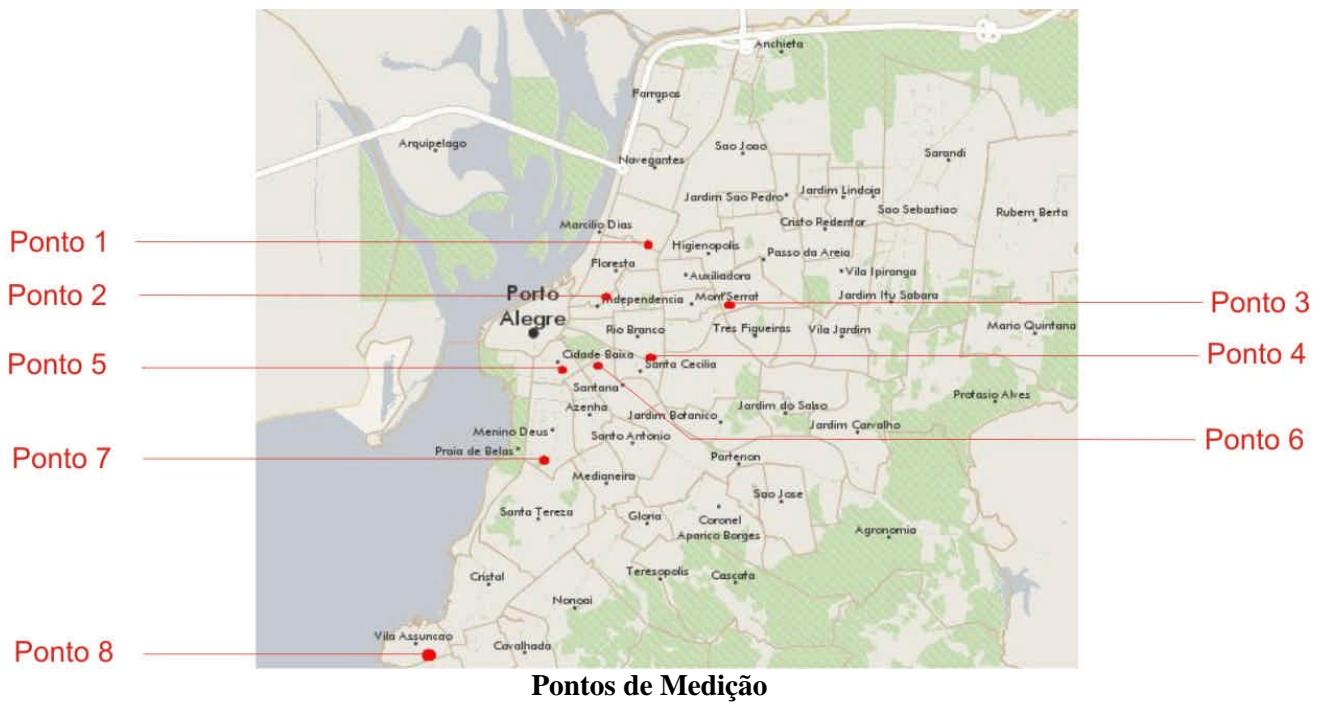 Anchieta
Farrapos
Arquipelago
Sao Joao
Sarandi
Navegantes
Jardim Sao Pedro
Jardim Lindoia
Sao Sebastiao
Rubem Berta
Cristo Redentor
Marcilio Dias
Ponto 1
Higienopolis
Passo da Areia
Floresta
Auxiliadora
Vila Ipiranga
Ponto 2
Porto
Alegre
Independencia
Mont'Serrat
Jardim Itu Sabara
Ponto 3
Rio Branco
Tres Figueiras
Vila Jardim
Mario Quintana
Ponto 5
Cidade Baixa
Santa Cecilia
Ponto 4
Santana
Protasio Alves
Azenha
Jardim Botanico
Jardim do Salso
Jardim Carvalho
Menino Deus
Santo Antonio
Ponto 6
Ponto 7
Praia de Belas
Partenon
Medianeira
Sao Jose
Santa Tereza
Gloria
Coronel
Aparico Borges
Agronomia
Cristal
Teresopolis
Cascata
Nonoai
Ponto 8
Vila Assuncao
Cavalhada
Pontos de Medição